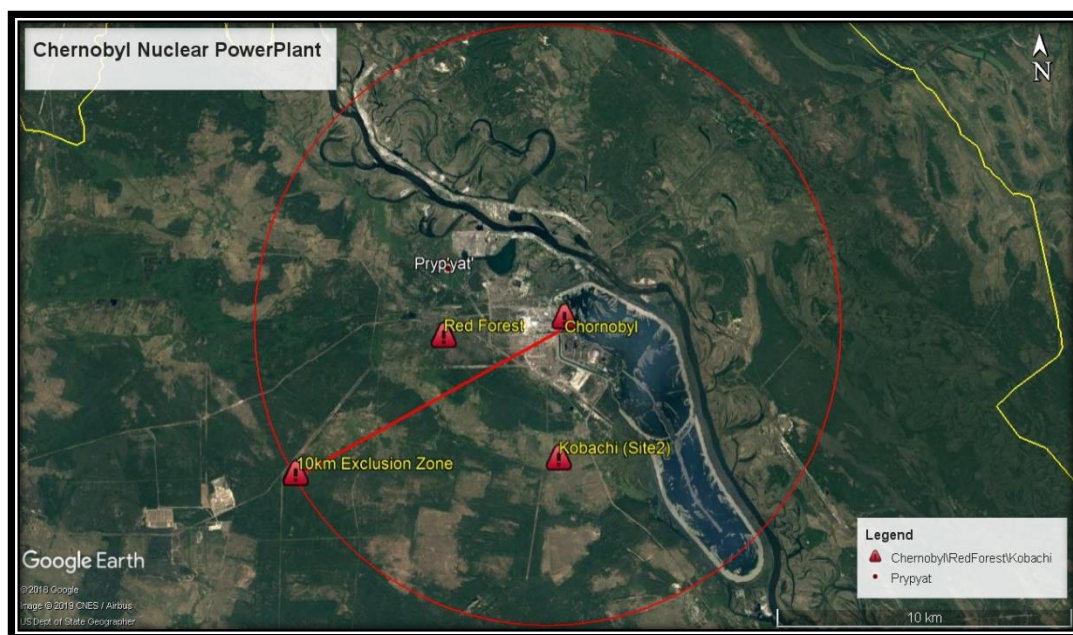 Chernobyl Nuclear PowerPlant
N
Pryp'yat'
Red Forest
Chornobyl
Kobachi (Site2)
10km Exclusion Zone
Legend
Chernobyl\RedForest\Kobachi
Prypyat
Google Earth
©2018 Google
Image © 2019 CNES / Airbus
US Dept of State Geographer
10 km